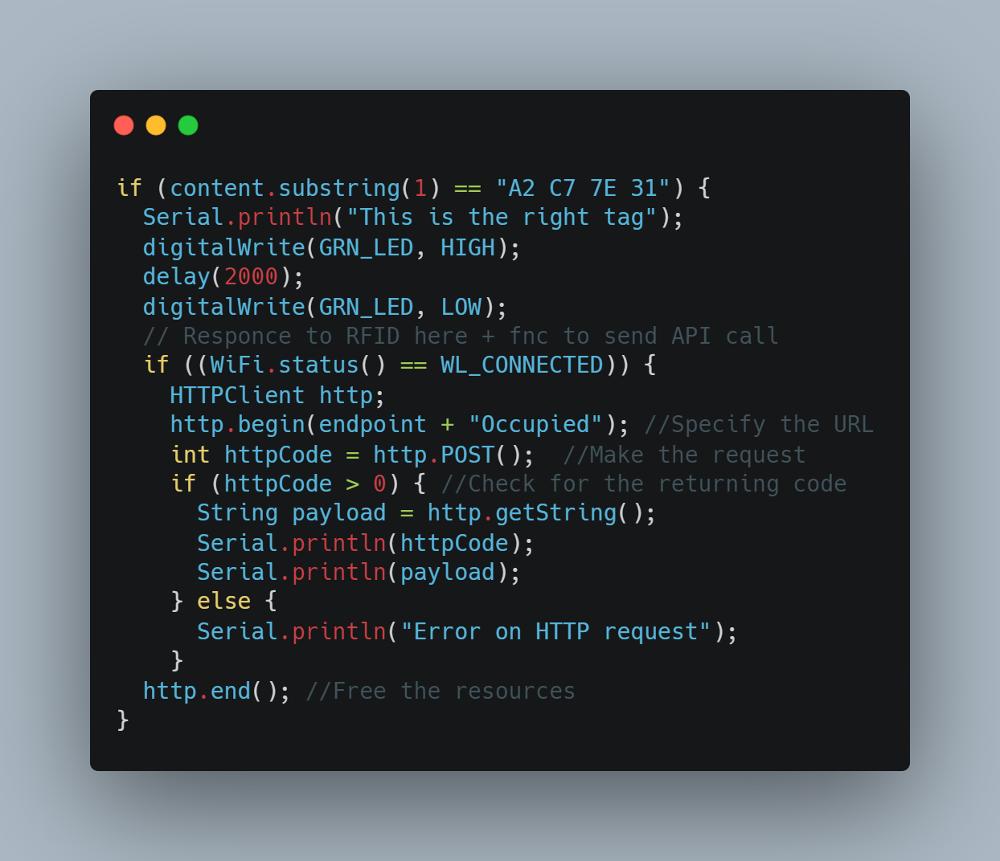 if (content.substring(1) == "A2 C7 7E 31") {
  Serial.println("This is the right tag");
  digitalWrite(GRN_LED, HIGH);
  delay(2000);
  digitalWrite(GRN_LED, LOW);
  // Responce to RFID here + fnc to send API call
  if ((WiFi.status() == WL_CONNECTED)) {
    HTTPClient http;
    http.begin(endpoint + "Occupied"); //Specify the URL
    int httpCode = http.POST();  //Make the request
    if (httpCode > 0) { //Check for the returning code
      String payload = http.getString();
      Serial.println(httpCode);
      Serial.println(payload);
    } else {
      Serial.println("Error on HTTP request");
    }
  http.end(); //Free the resources
}